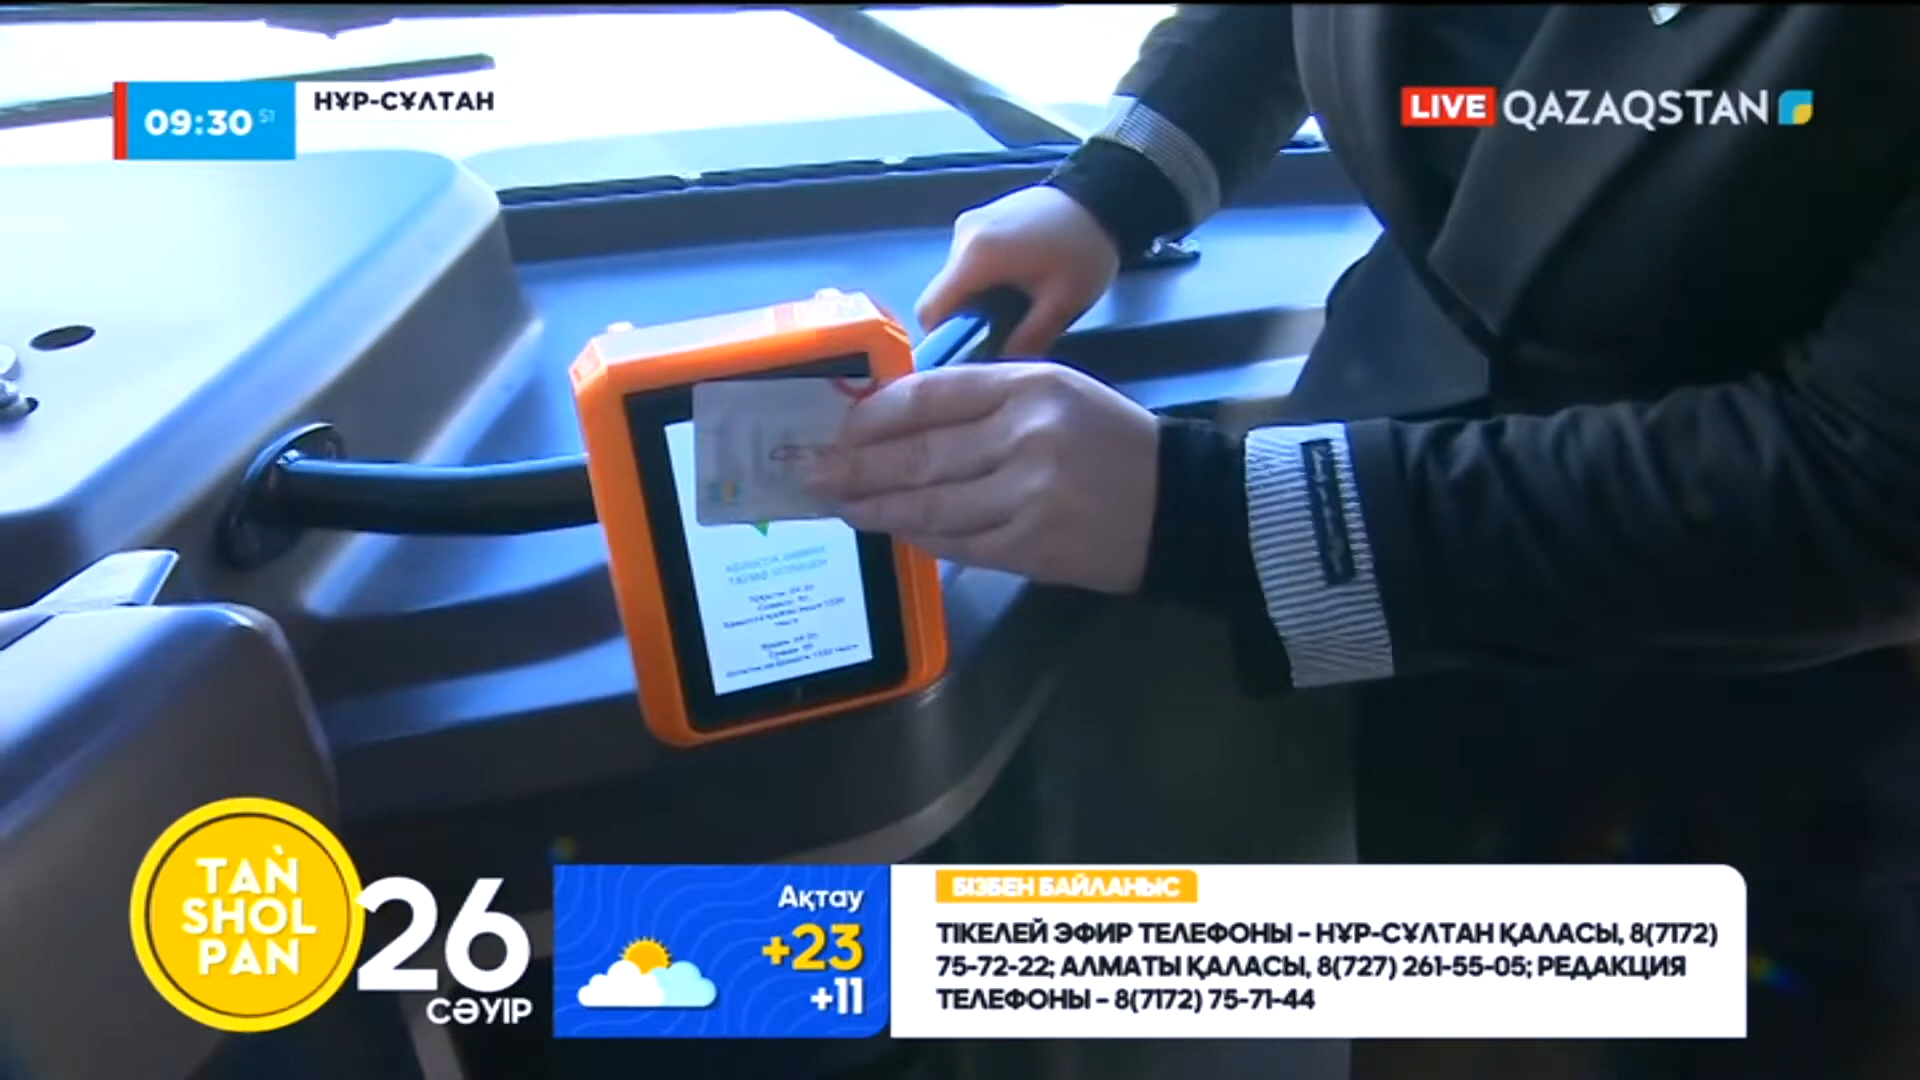 09:30
НҰР-СҰЛТАН
LIVE QAZAQSTAN
TAŃ
SHOL
PAN
26
СӘУІР
Ақтау
+23
+11
БІЗБЕН БАЙЛАНЫС
ТІКЕЛЕЙ ЭФИР ТЕЛЕФОНЫ – НҰР-СҰЛТАН ҚАЛАСЫ, 8(7172)
75-72-22; АЛМАТЫ ҚАЛАСЫ, 8(727) 261-55-05; РЕДАКЦИЯ
ТЕЛЕФОНЫ – 8(7172) 75-71-44